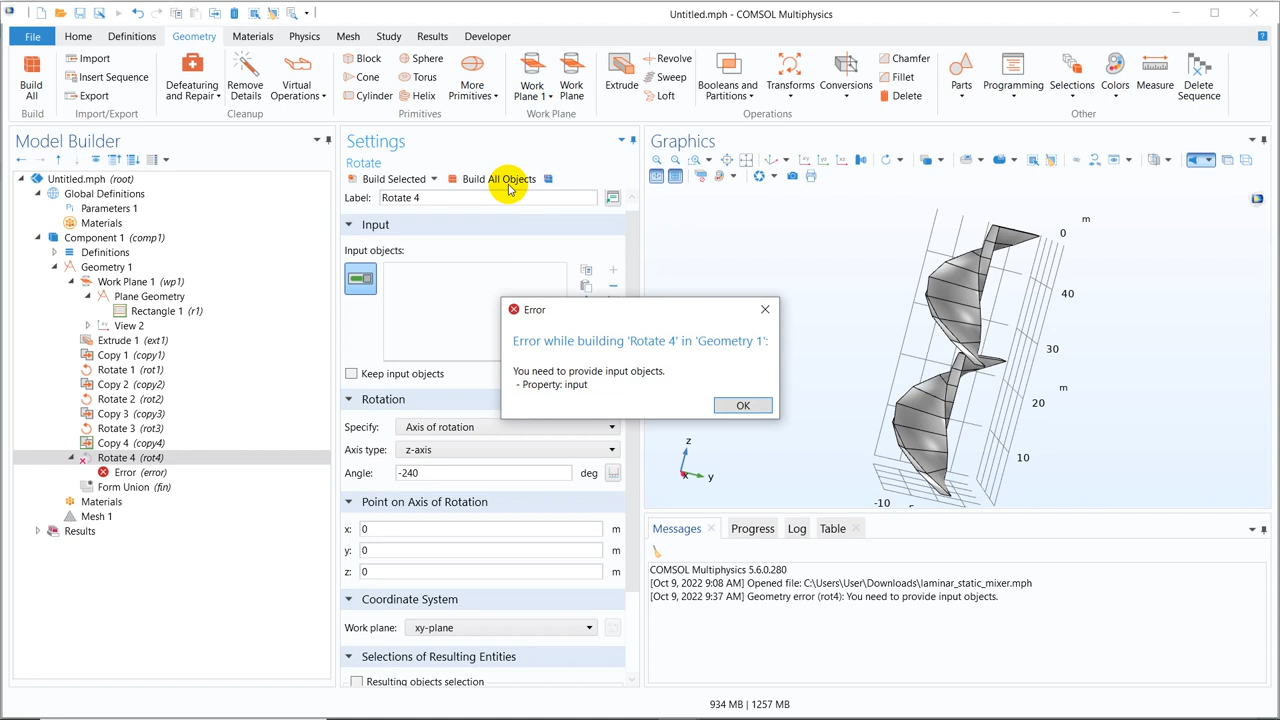 Untitled.mph - COMSOL Multiphysics
File Home Definitions Geometry Materials Physics Mesh Study Results Developer
Build All
Import
Insert Sequence
Export
Defeaturing and Repair
Remove Details
Virtual Operations
Block
Cone
Cylinder
Sphere
Torus
Helix
More Primitives
Work Plane 1
Work Plane
Extrude
Revolve
Sweep
Loft
Booleans and Partitions
Transforms
Conversions
Chamfer
Fillet
Delete
Parts
Programming
Selections
Colors
Measure
Delete Sequence
Build Import/Export Cleanup Primitives Work Plane Operations Other
Model Builder
Untitled.mph (root)
Global Definitions
Parameters 1
Materials
Component 1 (comp1)
Definitions
Geometry 1
Work Plane 1 (wp1)
Plane Geometry
Rectangle 1 (r1)
View 2
Extrude 1 (ext1)
Copy 1 (copy1)
Rotate 1 (rot1)
Copy 2 (copy2)
Rotate 2 (rot2)
Copy 3 (copy3)
Rotate 3 (rot3)
Copy 4 (copy4)
Rotate 4 (rot4)
Error (error)
Form Union (fin)
Materials
Mesh 1
Results
Settings
Rotate
Build Selected Build All Objects
Label: Rotate 4
Input
Input objects:
Keep input objects
Rotation
Specify: Axis of rotation
Axis type: z-axis
Angle: -240 deg
Point on Axis of Rotation
x: 0 m
y: 0 m
z: 0 m
Coordinate System
Work plane: xy-plane
Selections of Resulting Entities
Resulting objects selection
Error
Error while building 'Rotate 4' in 'Geometry 1':
You need to provide input objects.
- Property: input
OK
Graphics
m
0
40
30
m
20
10
-10
z
y
x
Messages Progress Log Table
COMSOL Multiphysics 5.6.0.280
[Oct 9, 2022 9:08 AM] Opened file: C:\Users\User\Downloads\laminar_static_mixer.mph
[Oct 9, 2022 9:37 AM] Geometry error (rot4): You need to provide input objects.
934 MB | 1257 MB